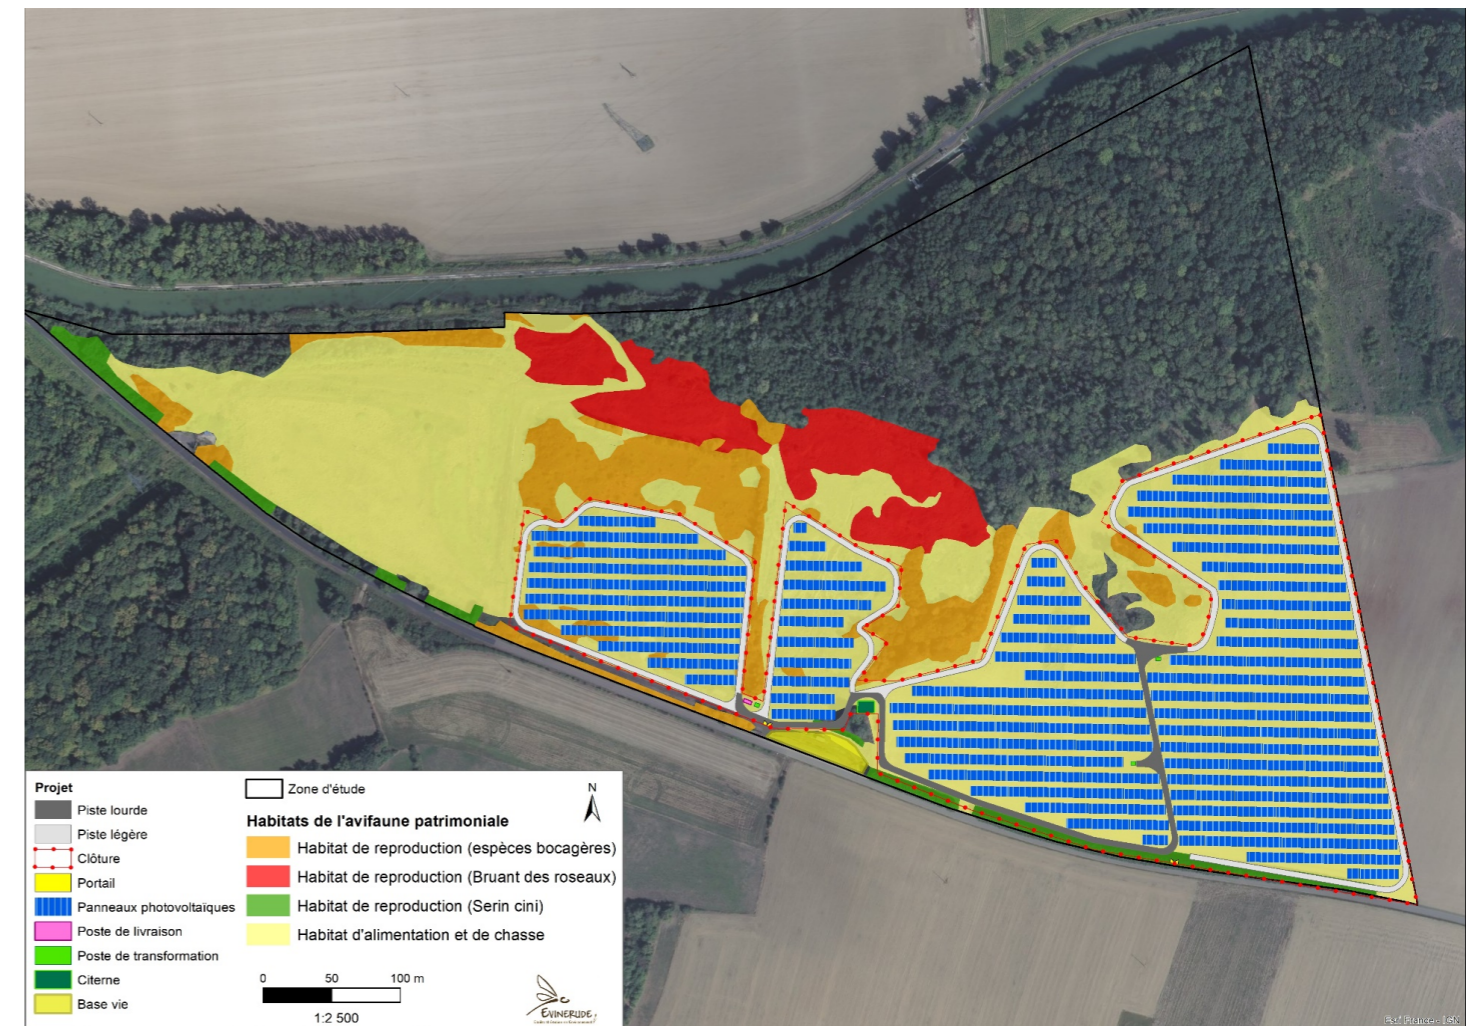 Projet
Piste lourde
Piste légère
Clôture
Portail
Panneaux photovoltaïques
Poste de livraison
Poste de transformation
Citerne
Base vie
Zone d'étude
N
Habitats de l'avifaune patrimoniale
Habitat de reproduction (espèces bocagères)
Habitat de reproduction (Bruant des roseaux)
Habitat de reproduction (Serin cini)
Habitat d'alimentation et de chasse
0 50 100 m
1:2 500
EVINERUDE
Esri France - IGN